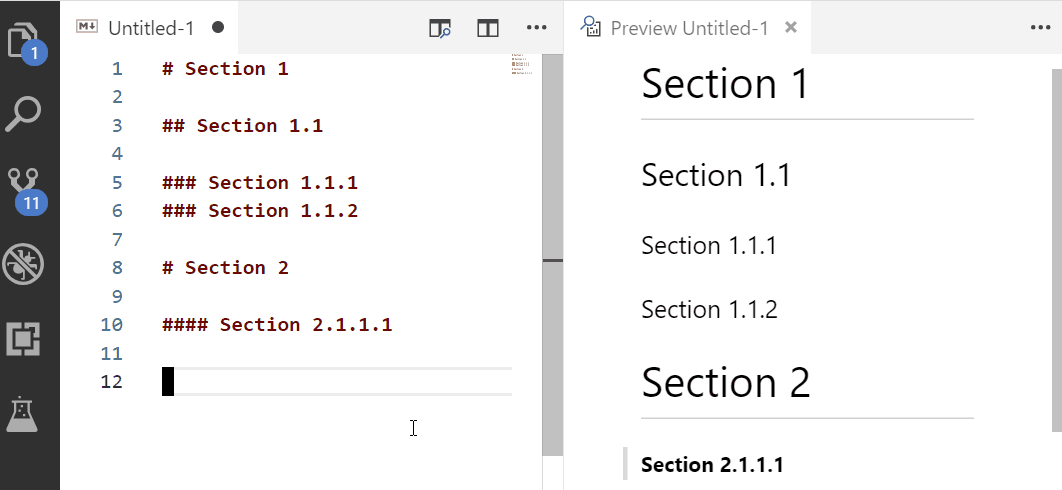 1
11
M↓ Untitled-1
1 # Section 1
2
3 ## Section 1.1
4
5 ### Section 1.1.1
6 ### Section 1.1.2
7
8 # Section 2
9
10 #### Section 2.1.1.1
11
12
Preview Untitled-1
Section 1
Section 1.1
Section 1.1.1
Section 1.1.2
Section 2
Section 2.1.1.1